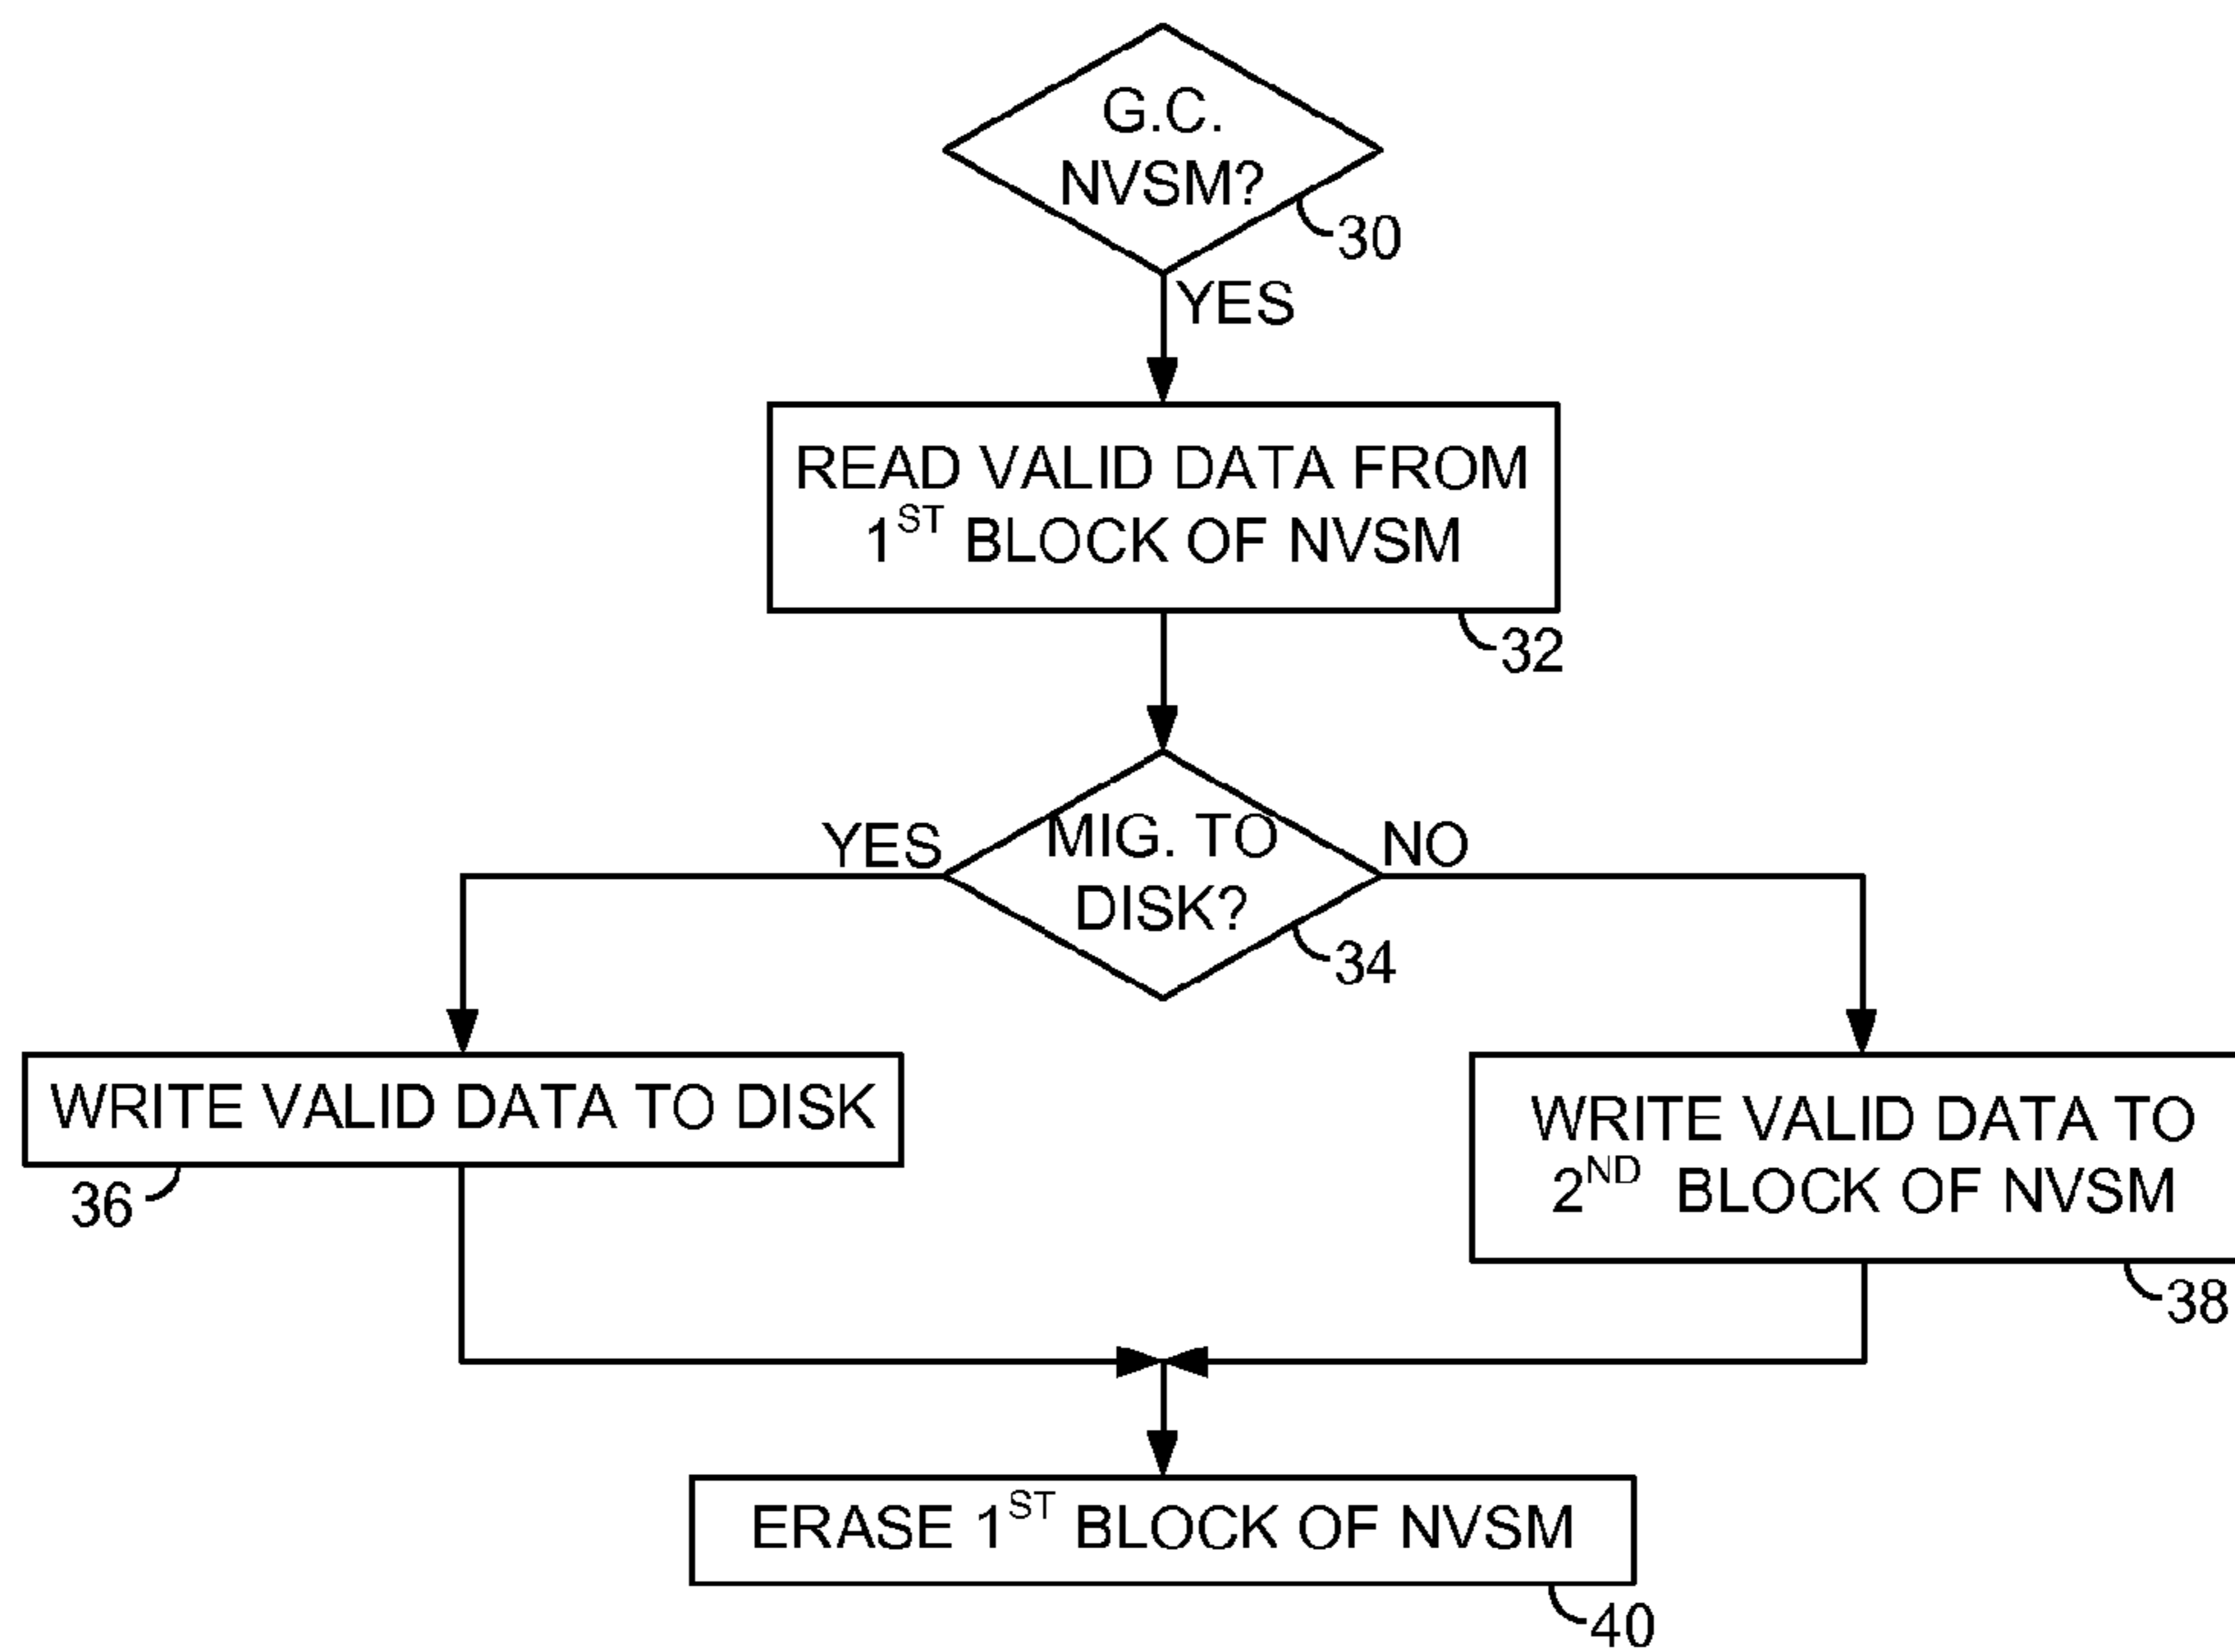 G.C.
NVSM?
30
YES
READ VALID DATA FROM
1ST BLOCK OF NVSM
32
YES
MIG. TO
DISK?
NO
34
WRITE VALID DATA TO DISK
36
WRITE VALID DATA TO
2ND BLOCK OF NVSM
38
ERASE 1ST BLOCK OF NVSM
40